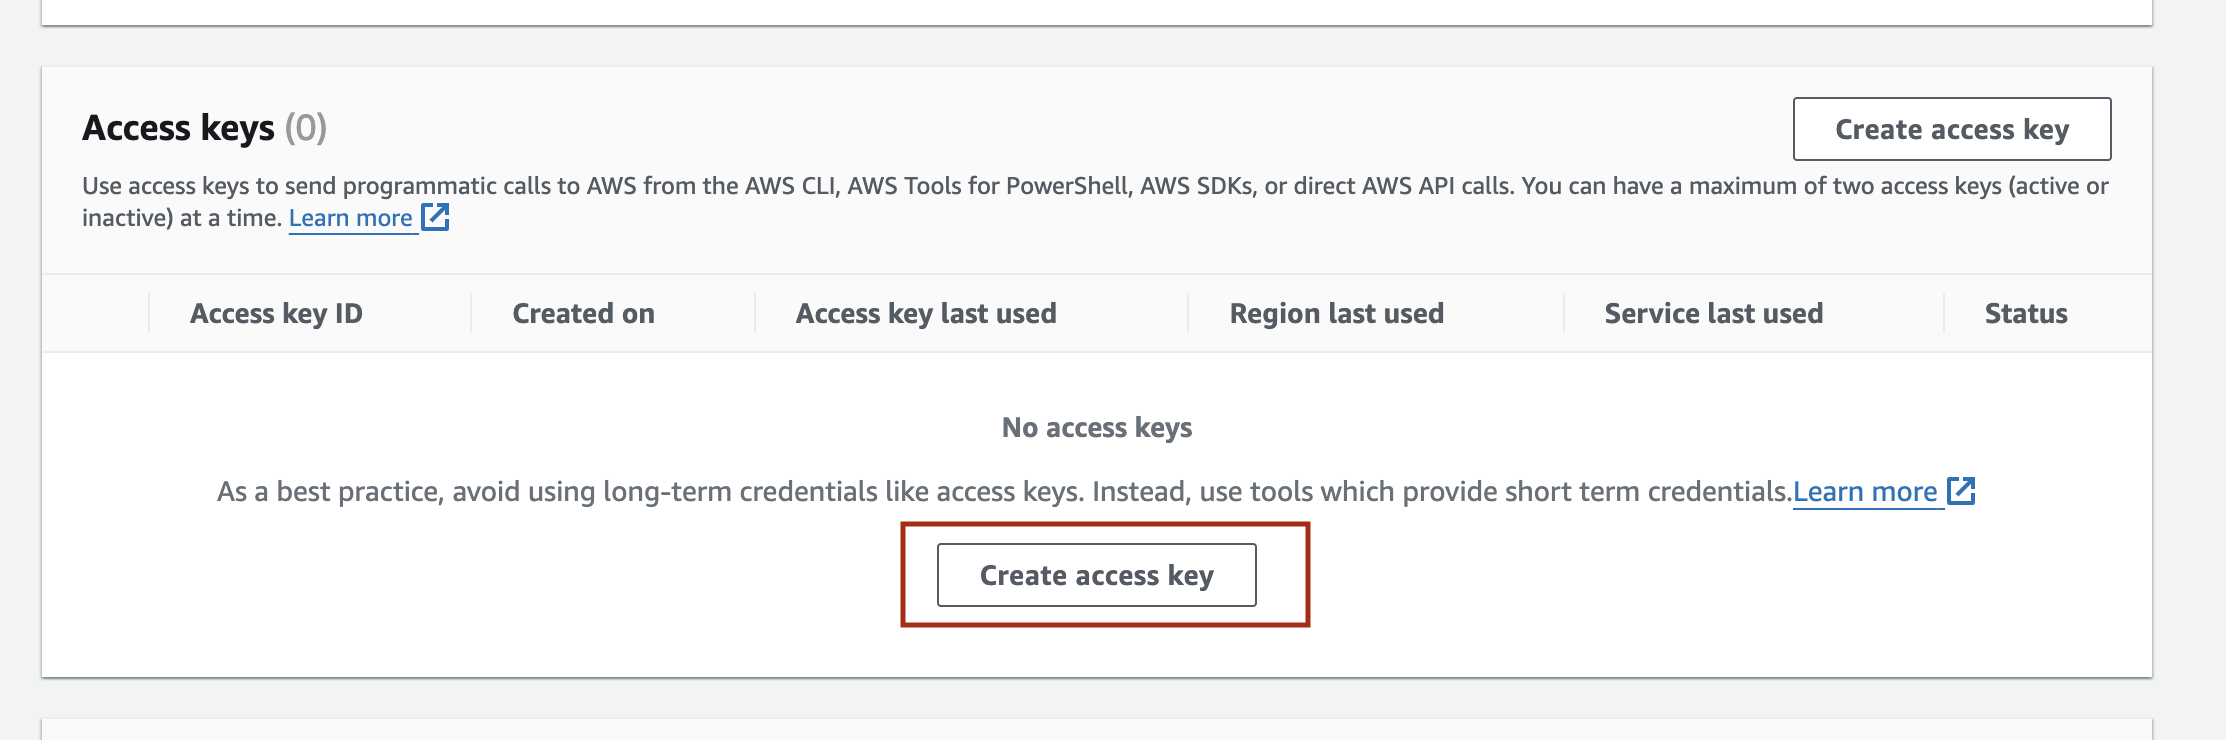 Access keys (0)
Create access key
Use access keys to send programmatic calls to AWS from the AWS CLI, AWS Tools for PowerShell, AWS SDKs, or direct AWS API calls. You can have a maximum of two access keys (active or
inactive) at a time. Learn more
Access key ID Created on Access key last used Region last used Service last used Status
No access keys
As a best practice, avoid using long-term credentials like access keys. Instead, use tools which provide short term credentials.Learn more
Create access key